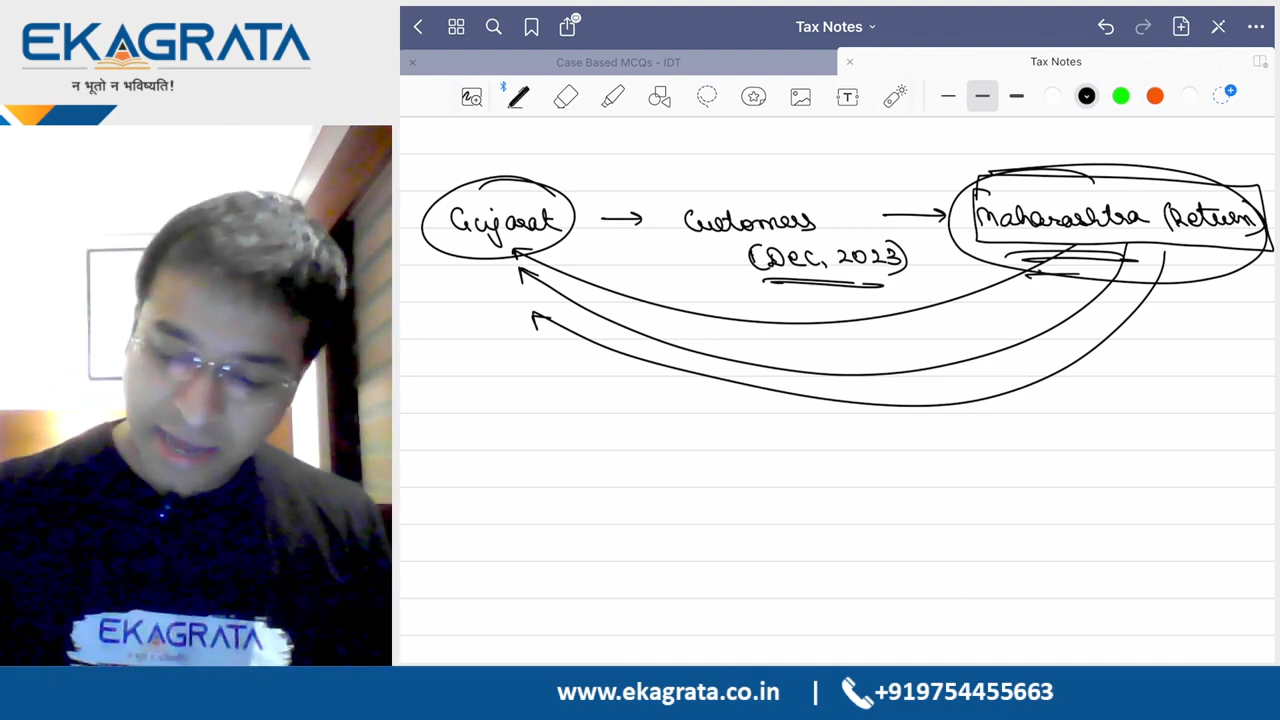 EKAGRATA
न भूतो न भविष्यति!
Tax Notes
Case Based MCQs - IDT
Tax Notes
Gujarat → Customers → Maharashtra (Return)
(Dec, 2023)
EKAGRATA
www.ekagrata.co.in | +919754455663